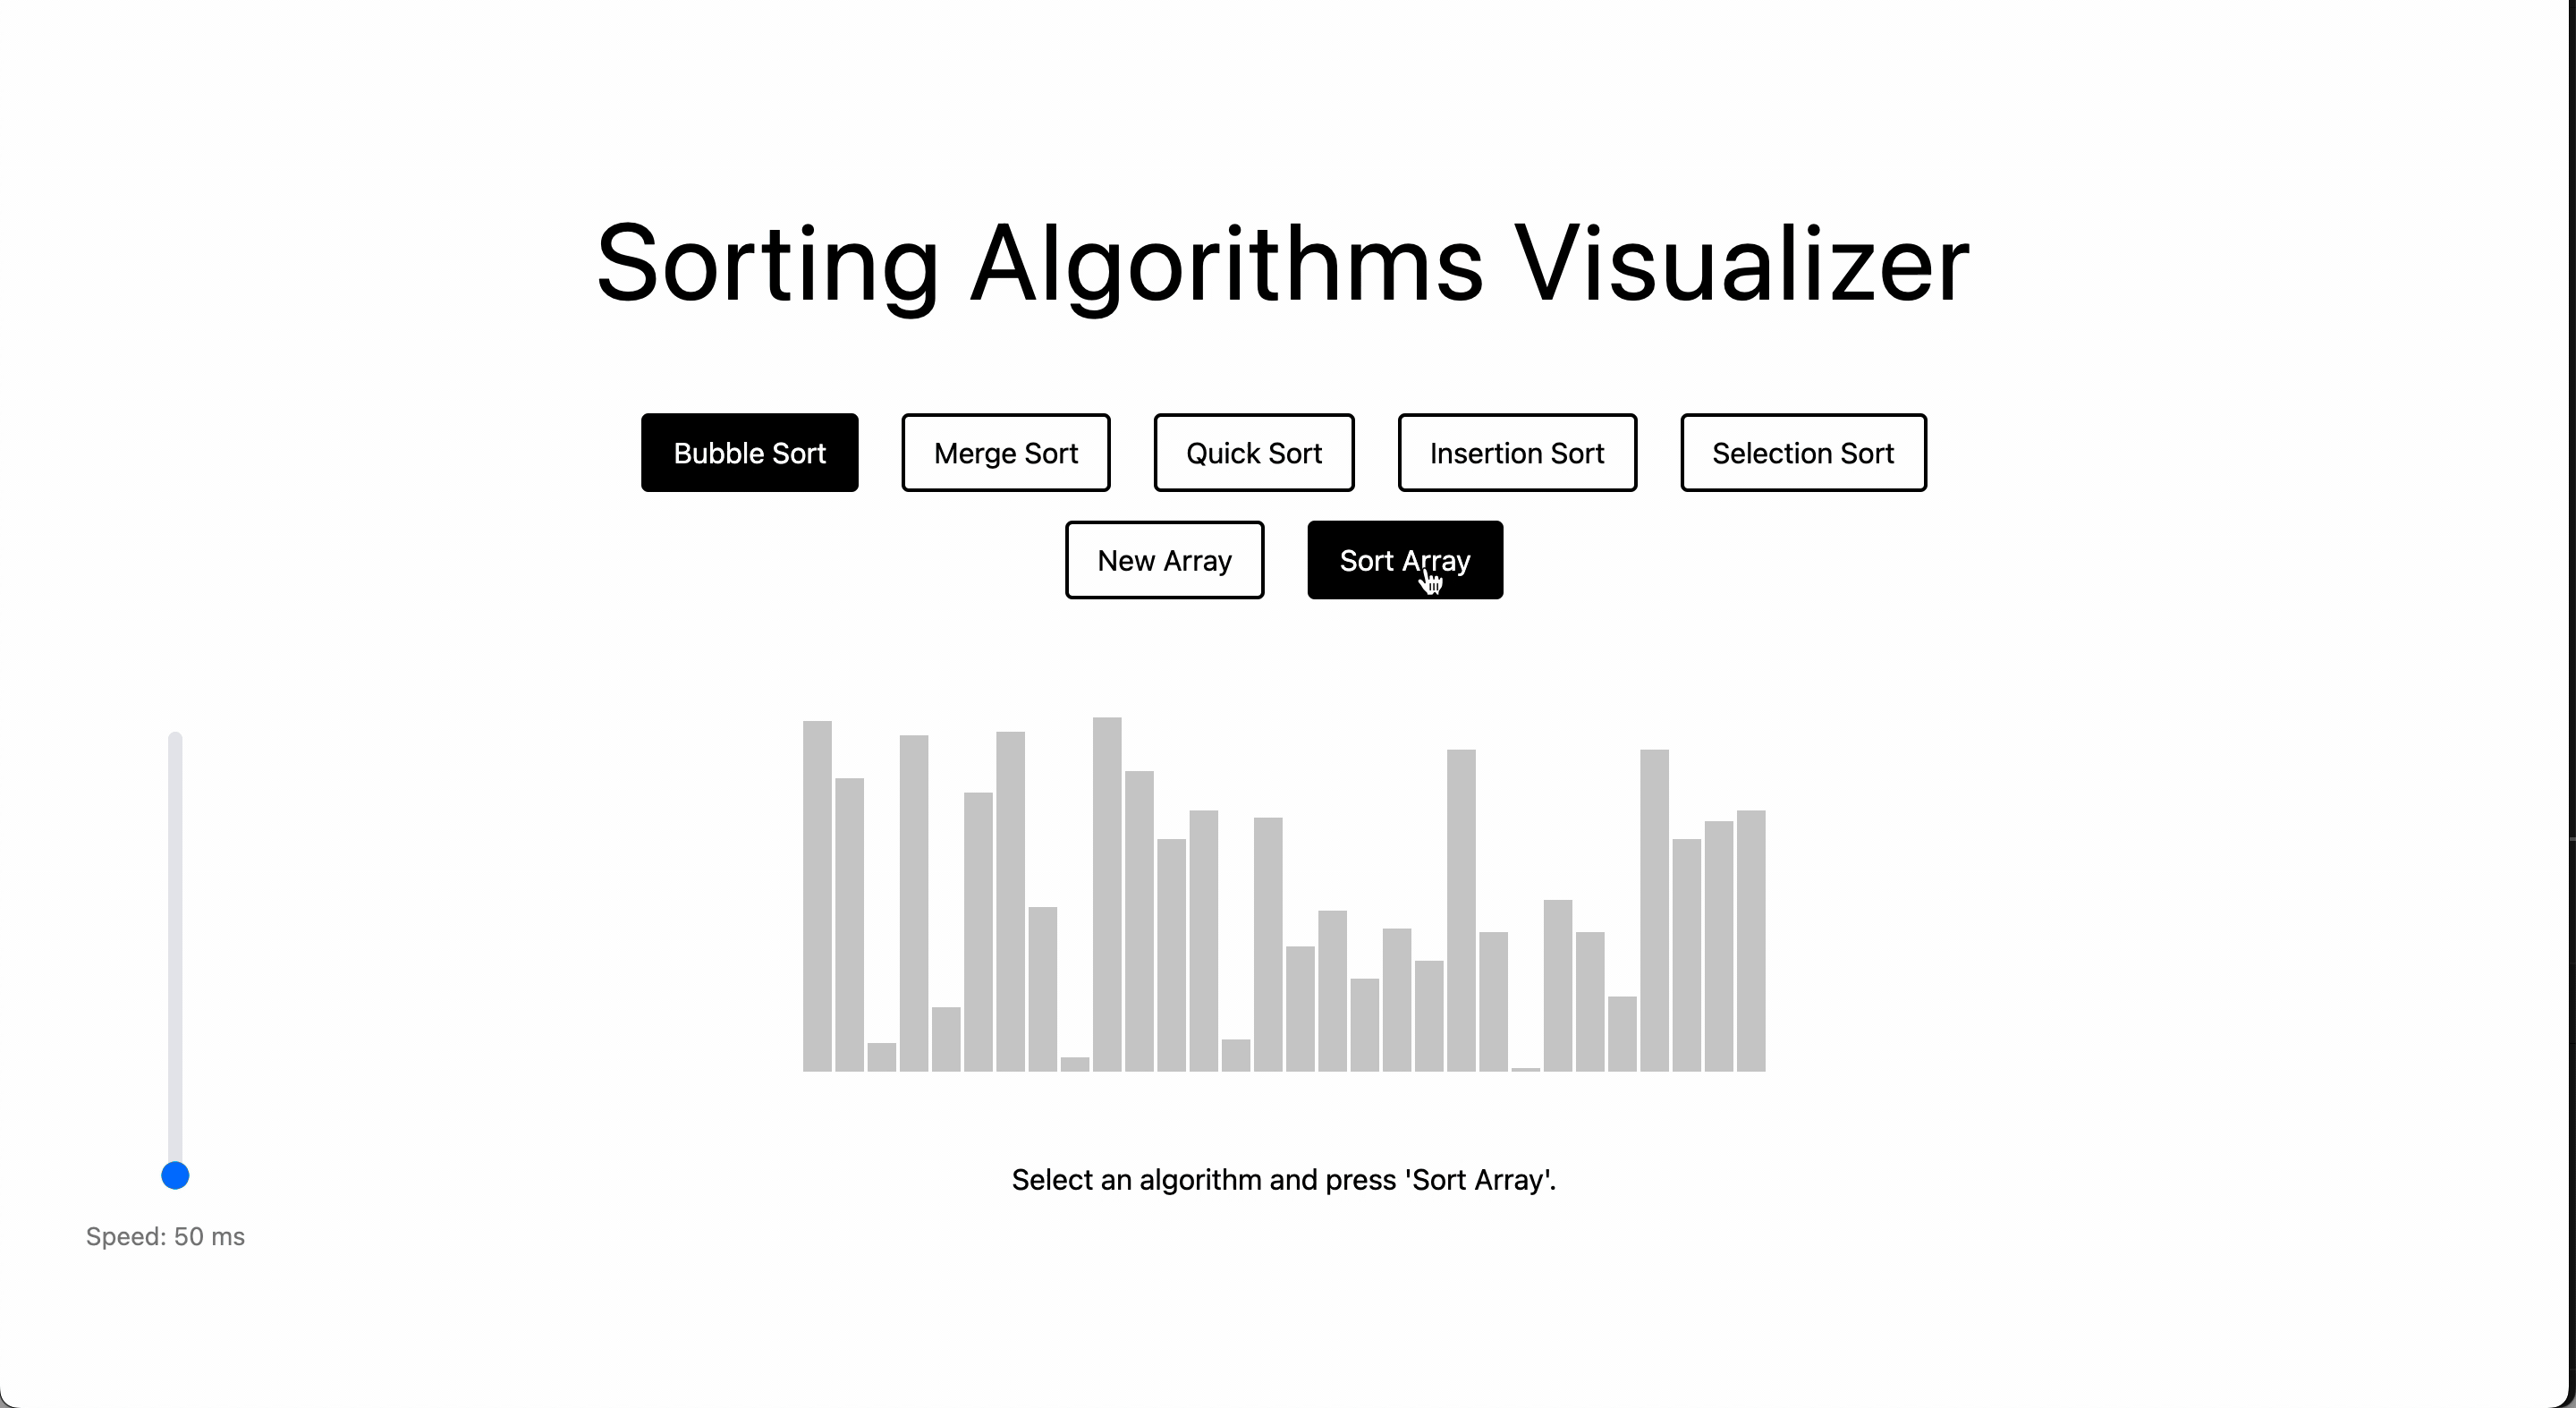 Sorting Algorithms Visualizer
Bubble Sort Merge Sort Quick Sort Insertion Sort Selection Sort
New Array Sort Array
Select an algorithm and press 'Sort Array'.
Speed: 50 ms